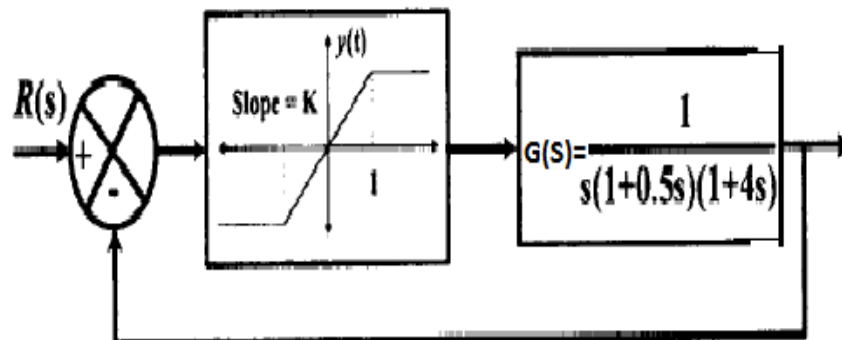 y(t)
R(s)
Slope = K
+
-
1
G(S)=
1
s(1+0.5s)(1+4s)